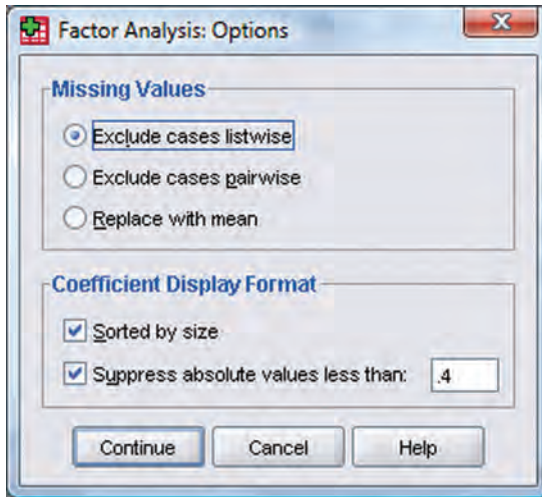 Factor Analysis: Options
Missing Values
Exclude cases listwise
Exclude cases pairwise
Replace with mean
Coefficient Display Format
Sorted by size
Suppress absolute values less than: .4
Continue Cancel Help